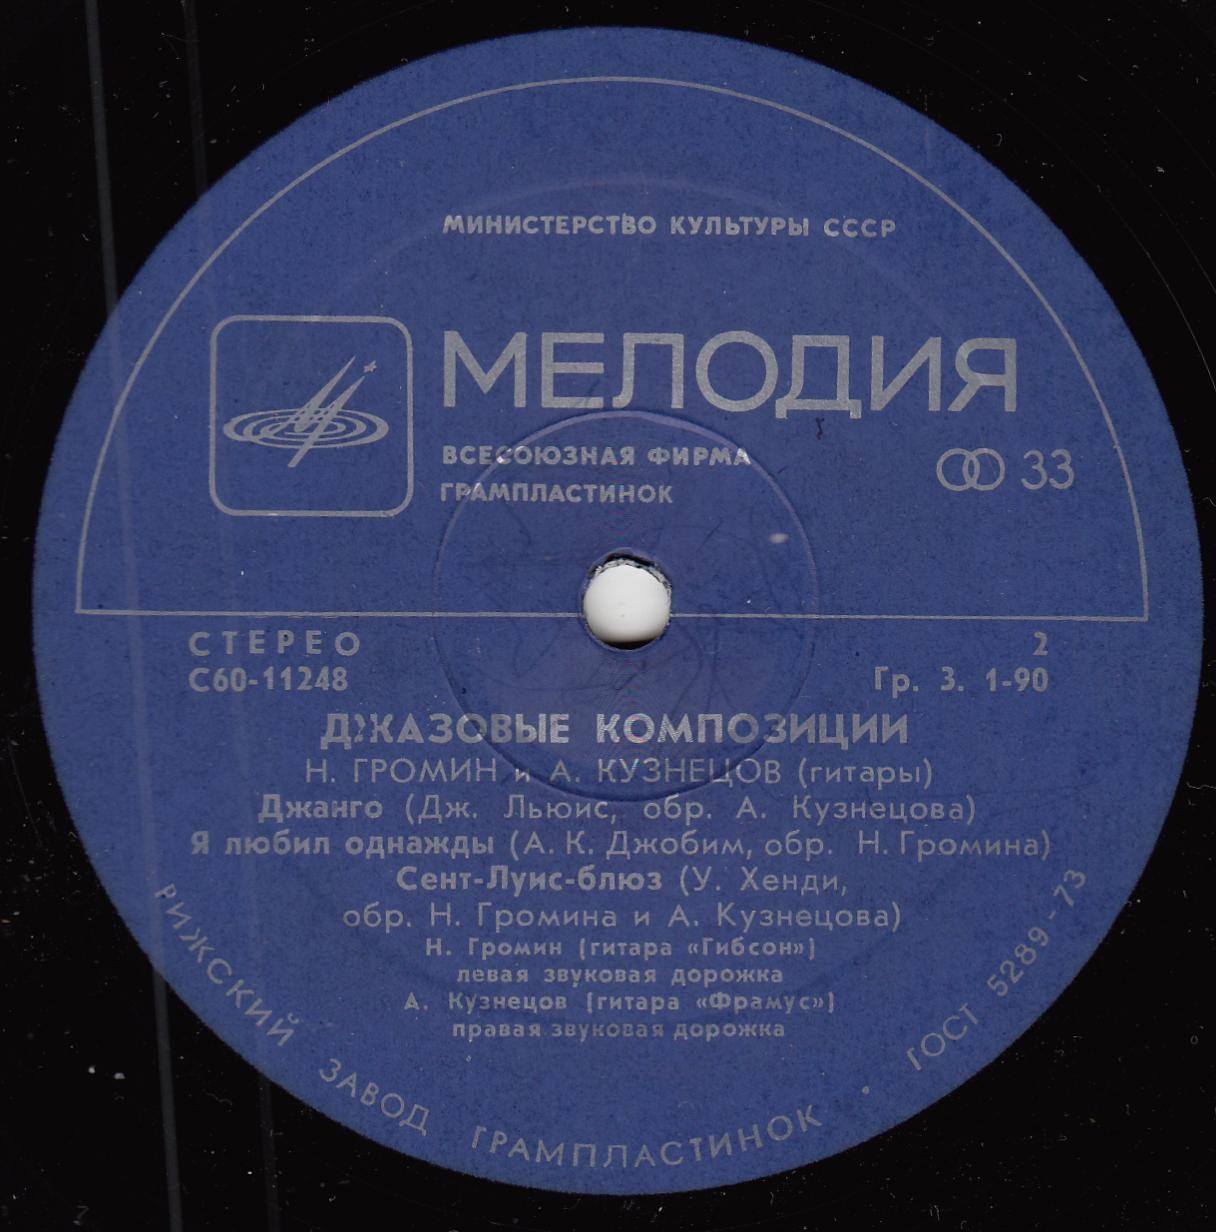 МИНИСТЕРСТВО КУЛЬТУРЫ СССР
МЕЛОДИЯ
ВСЕСОЮЗНАЯ ФИРМА
ГРАМПЛАСТИНОК
33
СТЕРЕО 2
С60-11248 Гр. 3. 1-90
ДЖАЗОВЫЕ КОМПОЗИЦИИ
Н. ГРОМИН и А. КУЗНЕЦОВ (гитары)
Джанго (Дж. Льюис, обр. А. Кузнецова)
Я любил однажды (А. К. Джобим, обр. Н. Громина)
Сент-Луис-блюз (У. Хенди,
обр. Н. Громина и А. Кузнецова)
Н. Громин (гитара «Гибсон»)
левая звуковая дорожка
А. Кузнецов (гитара «Фрамус»)
правая звуковая дорожка
РИЖСКИЙ ЗАВОД ГРАМПЛАСТИНОК • ГОСТ 5289-73